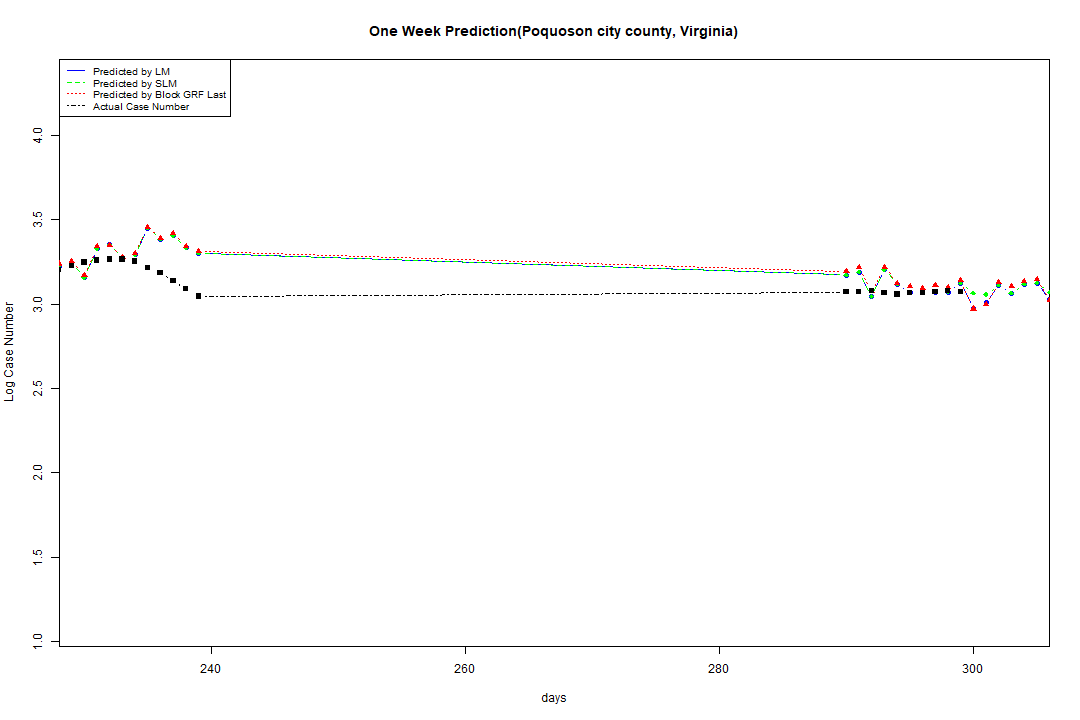 One Week Prediction(Poquoson city county, Virginia)
Predicted by LM
Predicted by SLM
Predicted by Block GRF Last
Actual Case Number
4.0
3.5
3.0
2.5
2.0
1.5
1.0
Log Case Number
240
260
280
300
days